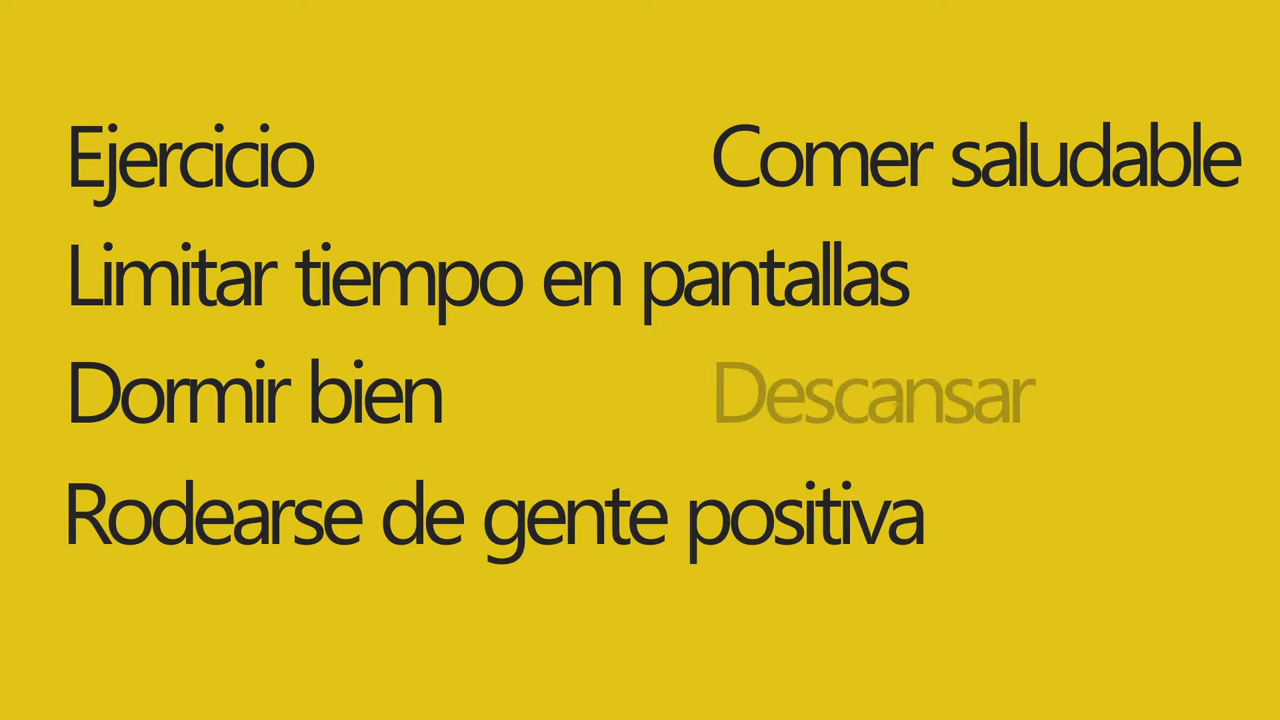 Ejercicio Comer saludable
Limitar tiempo en pantallas
Dormir bien Descansar
Rodearse de gente positiva